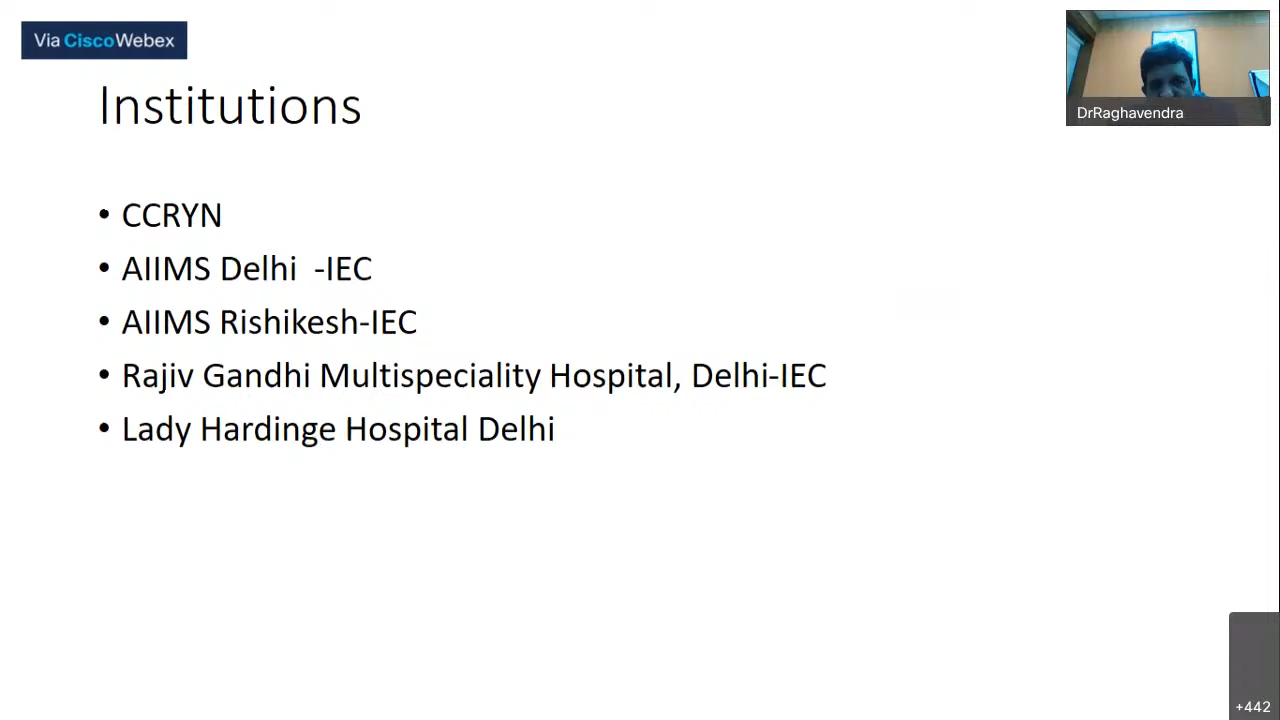 Via CiscoWebex
DrRaghavendra
Institutions
• CCRYN
• AIIMS Delhi -IEC
• AIIMS Rishikesh-IEC
• Rajiv Gandhi Multispeciality Hospital, Delhi-IEC
• Lady Hardinge Hospital Delhi
+442